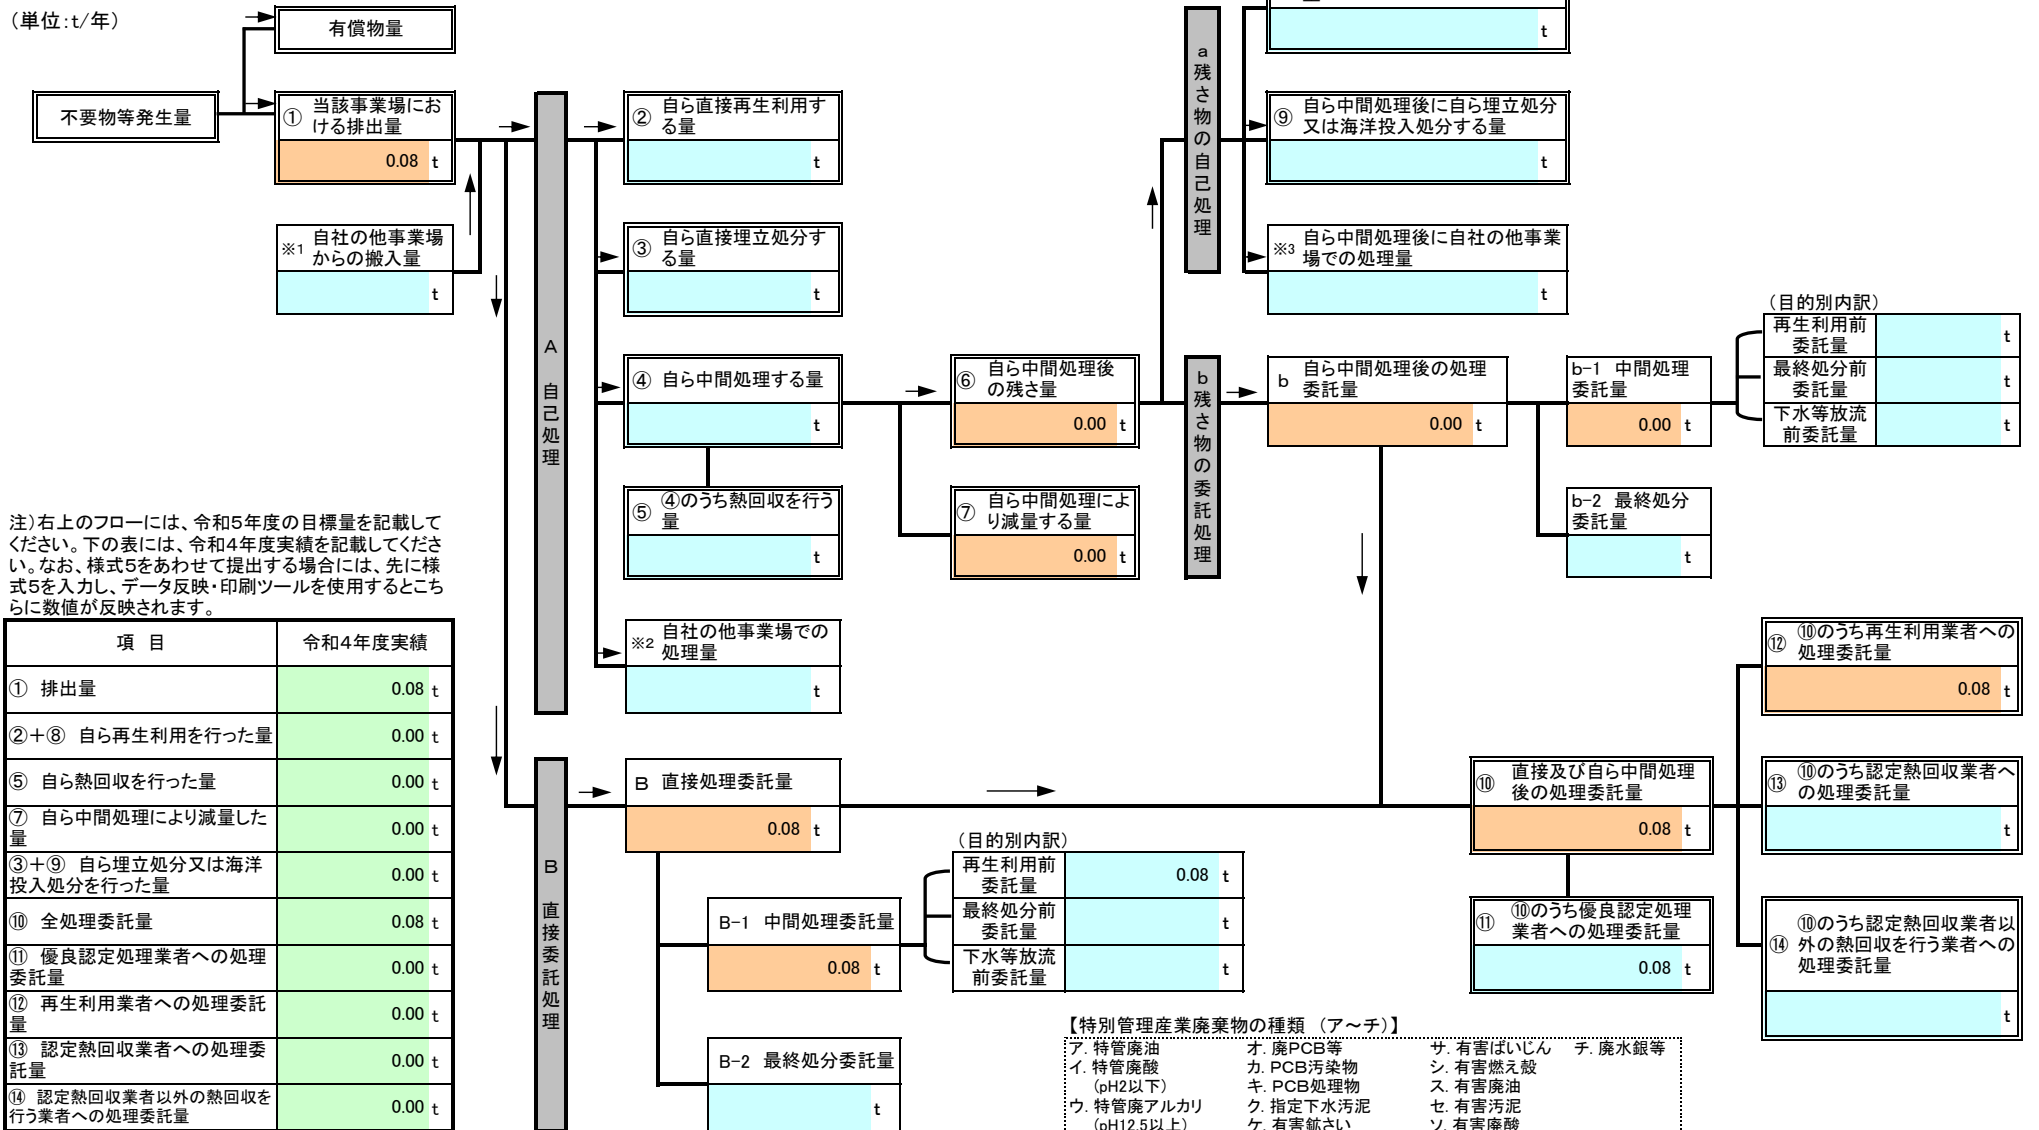 （単位：t/年）
有償物量
不要物等発生量
① 当該事業場にお
ける排出量
0.08 t
※1 自社の他事業場
からの搬入量
t
A 自己処理
② 自ら直接再生利用す
る量
t
③ 自ら直接埋立処分す
る量
t
④ 自ら中間処理する量
t
⑤ ④のうち熱回収を行う
量
t
※2 自社の他事業場での
処理量
t
⑥ 自ら中間処理後
の残さ量
0.00 t
⑦ 自ら中間処理によ
り減量する量
0.00 t
a 残さ物の自己処理
t
⑨ 自ら中間処理後に自ら埋立処分
又は海洋投入処分する量
t
※3 自ら中間処理後に自社の他事業
場での処理量
t
b 残さ物の委託処理
b 自ら中間処理後の処理
委託量
0.00 t
b-1 中間処理
委託量
0.00 t
b-2 最終処分
委託量
t
（目的別内訳）
再生利用前
委託量
t
最終処分前
委託量
t
下水等放流
前委託量
t
注）右上のフローには、令和5年度の目標量を記載して
ください。下の表には、令和4年度実績を記載してくださ
い。なお、様式5をあわせて提出する場合には、先に様
式5を入力し、データ反映・印刷ツールを使用するとこち
らに数値が反映されます。
項 目 令和4年度実績
① 排出量 0.08 t
②＋⑧ 自ら再生利用を行った量 0.00 t
⑤ 自ら熱回収を行った量 0.00 t
⑦ 自ら中間処理により減量した
量 0.00 t
③＋⑨ 自ら埋立処分又は海洋
投入処分を行った量 0.00 t
⑩ 全処理委託量 0.08 t
⑪ 優良認定処理業者への処理
委託量 0.00 t
⑫ 再生利用業者への処理委託
量 0.00 t
⑬ 認定熱回収業者への処理委
託量 0.00 t
⑭ 認定熱回収業者以外の熱回収を
行う業者への処理委託量 0.00 t
B 直接委託処理
B 直接処理委託量
0.08 t
B-1 中間処理委託量
0.08 t
B-2 最終処分委託量
t
（目的別内訳）
再生利用前
委託量
0.08 t
最終処分前
委託量
t
下水等放流
前委託量
t
⑩ 直接及び自ら中間処理
後の処理委託量
0.08 t
⑪ ⑩のうち優良認定処理
業者への処理委託量
0.08 t
⑫ ⑩のうち再生利用業者への
処理委託量
0.08 t
⑬ ⑩のうち認定熱回収業者へ
の処理委託量
t
⑭ ⑩のうち認定熱回収業者以
外の熱回収を行う業者への
処理委託量
t
【特別管理産業廃棄物の種類 （ア～チ）】
ア．特管廃油 オ．廃PCB等 サ．有害ばいじん チ．廃水銀等
イ．特管廃酸 カ．PCB汚染物 シ．有害燃え殻
（pH2以下） キ．PCB処理物 ス．有害廃油
ウ．特管廃アルカリ ク．指定下水汚泥 セ．有害汚泥
（pH12.5以上） ケ．有害鉱さい ソ．有害廃酸